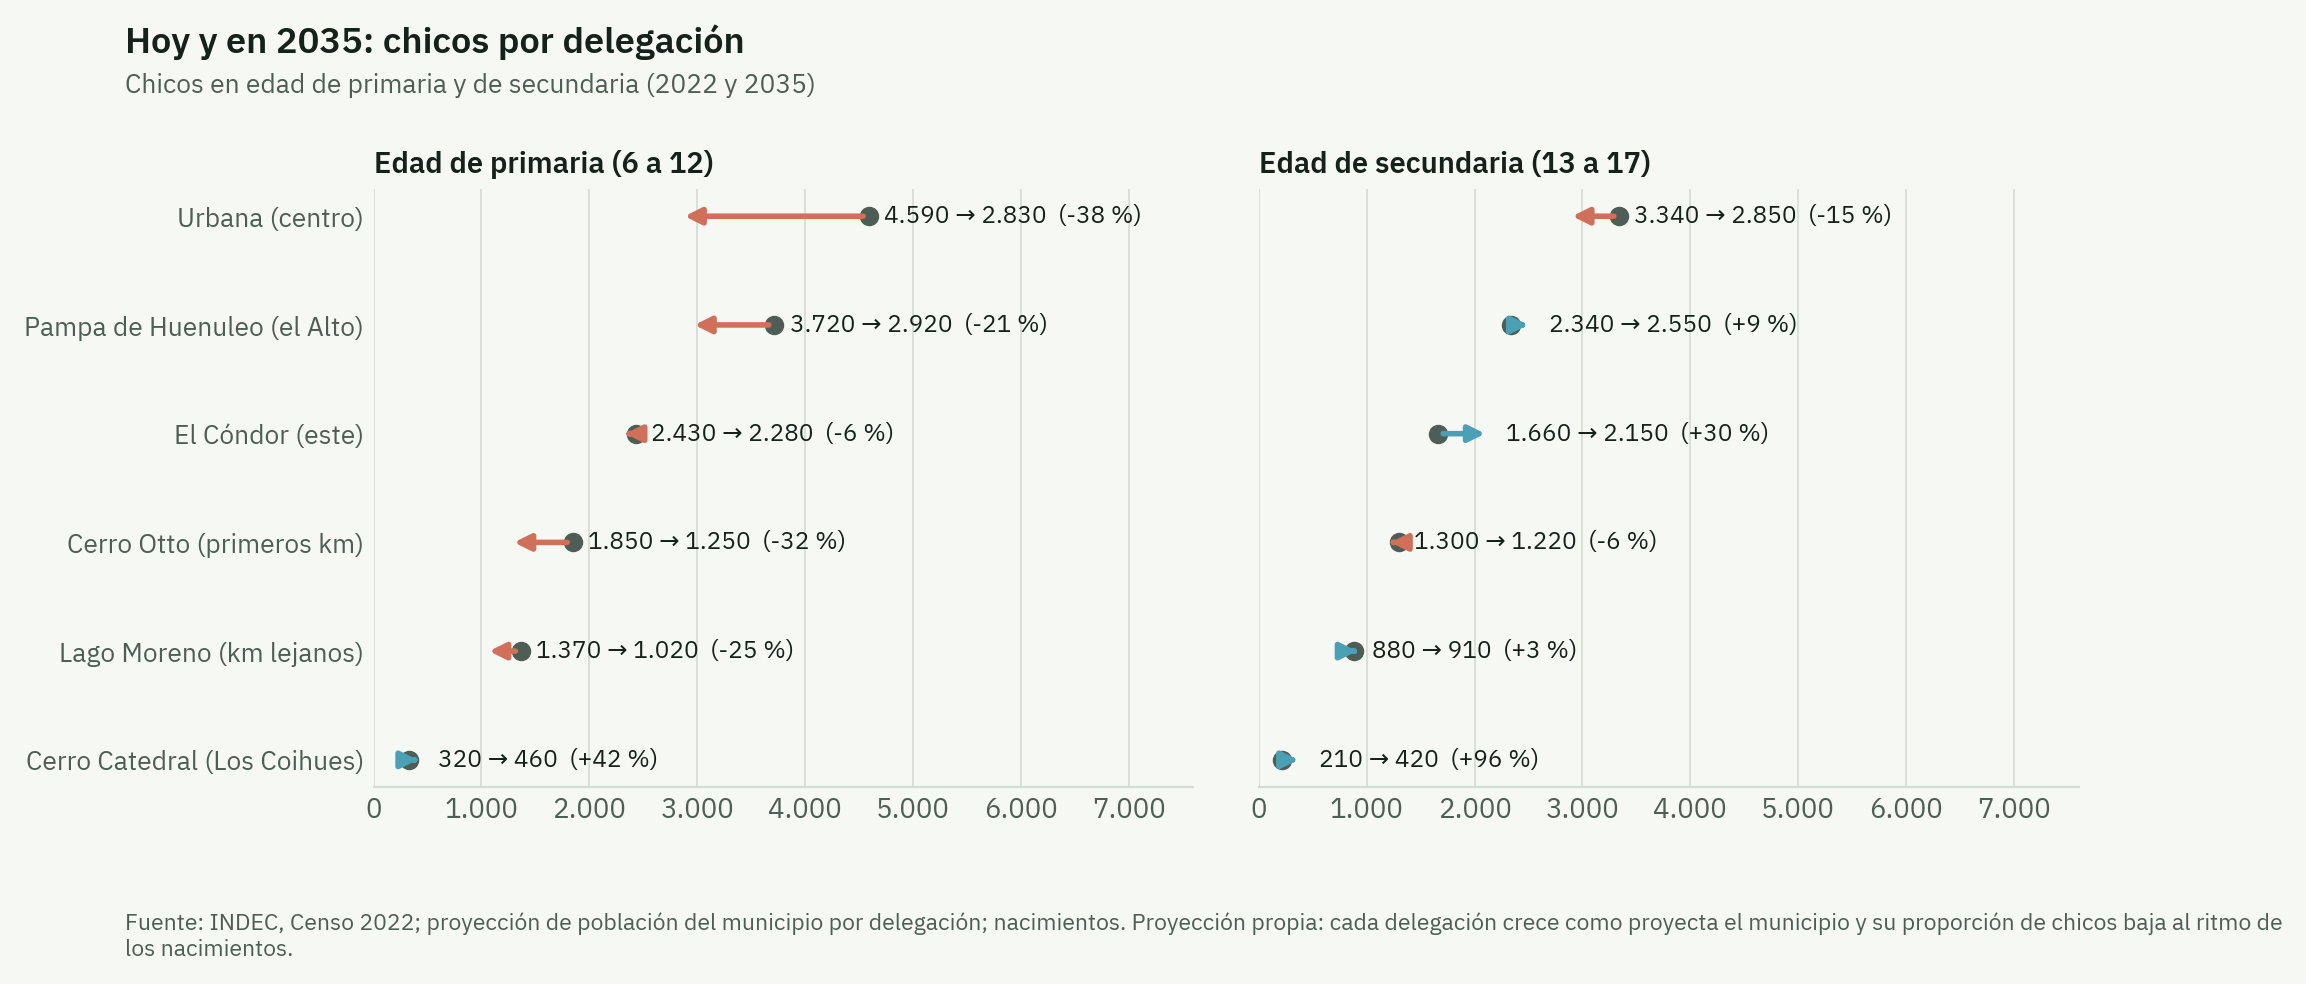 Hoy y en 2035: chicos por delegación
Chicos en edad de primaria y de secundaria (2022 y 2035)
Edad de primaria (6 a 12)
Urbana (centro)
4.590 → 2.830 (-38 %)
Pampa de Huenuleo (el Alto)
3.720 → 2.920 (-21 %)
El Cóndor (este)
2.430 → 2.280 (-6 %)
Cerro Otto (primeros km)
1.850 → 1.250 (-32 %)
Lago Moreno (km lejanos)
1.370 → 1.020 (-25 %)
Cerro Catedral (Los Coihues)
320 → 460 (+42 %)
0 1.000 2.000 3.000 4.000 5.000 6.000 7.000
Edad de secundaria (13 a 17)
3.340 → 2.850 (-15 %)
2.340 → 2.550 (+9 %)
1.660 → 2.150 (+30 %)
1.300 → 1.220 (-6 %)
880 → 910 (+3 %)
210 → 420 (+96 %)
0 1.000 2.000 3.000 4.000 5.000 6.000 7.000
Fuente: INDEC, Censo 2022; proyección de población del municipio por delegación; nacimientos. Proyección propia: cada delegación crece como proyecta el municipio y su proporción de chicos baja al ritmo de
los nacimientos.